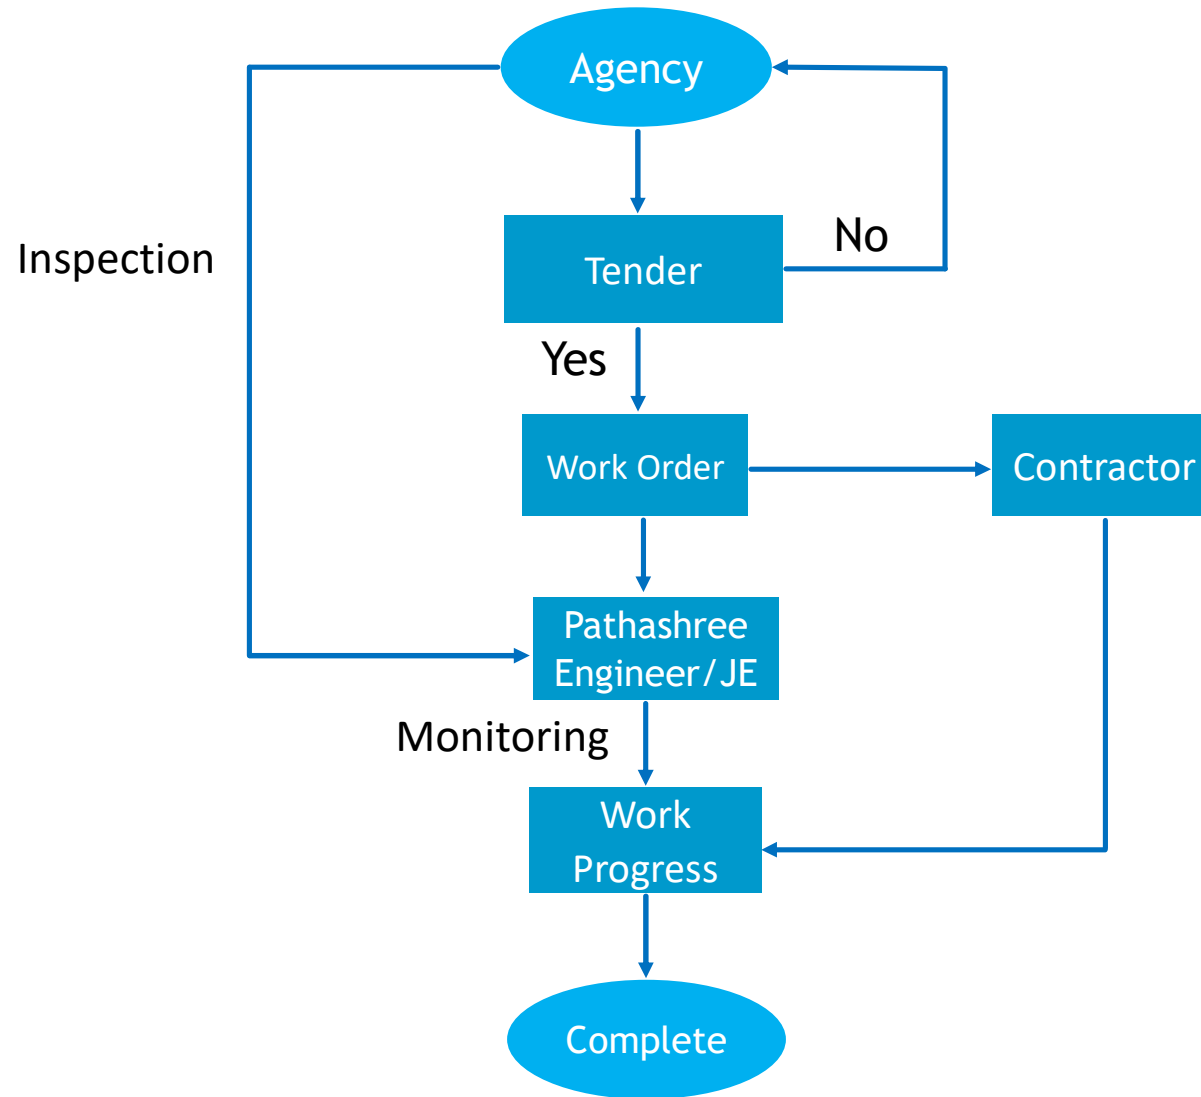 Agency
Inspection
No
Tender
Yes
Work Order
Contractor
Pathashree
Engineer/JE
Monitoring
Work
Progress
Complete